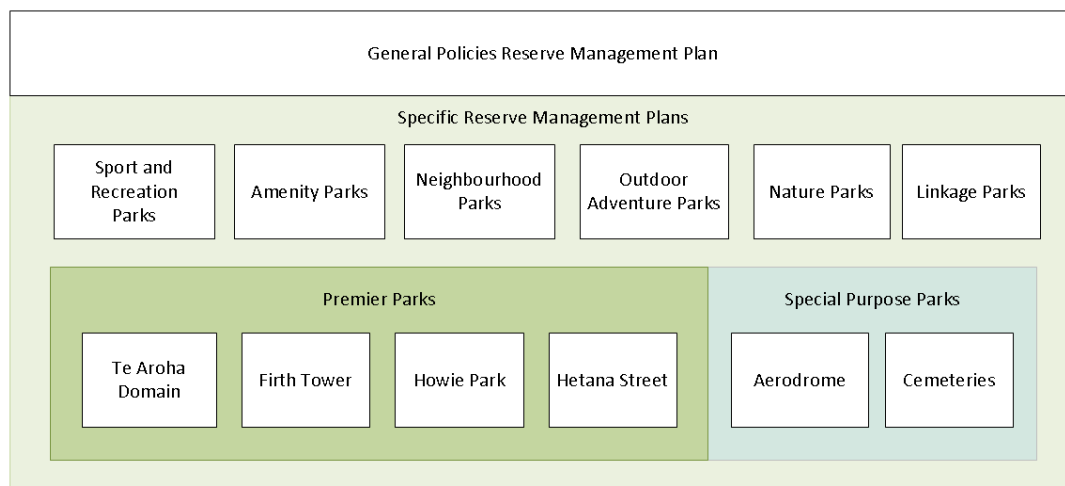 General Policies Reserve Management Plan
Specific Reserve Management Plans
Sport and
Recreation
Parks
Amenity Parks
Neighbourhood
Parks
Outdoor
Adventure Parks
Nature Parks
Linkage Parks
Premier Parks
Te Aroha
Domain
Firth Tower
Howie Park
Hetana Street
Special Purpose Parks
Aerodrome
Cemeteries